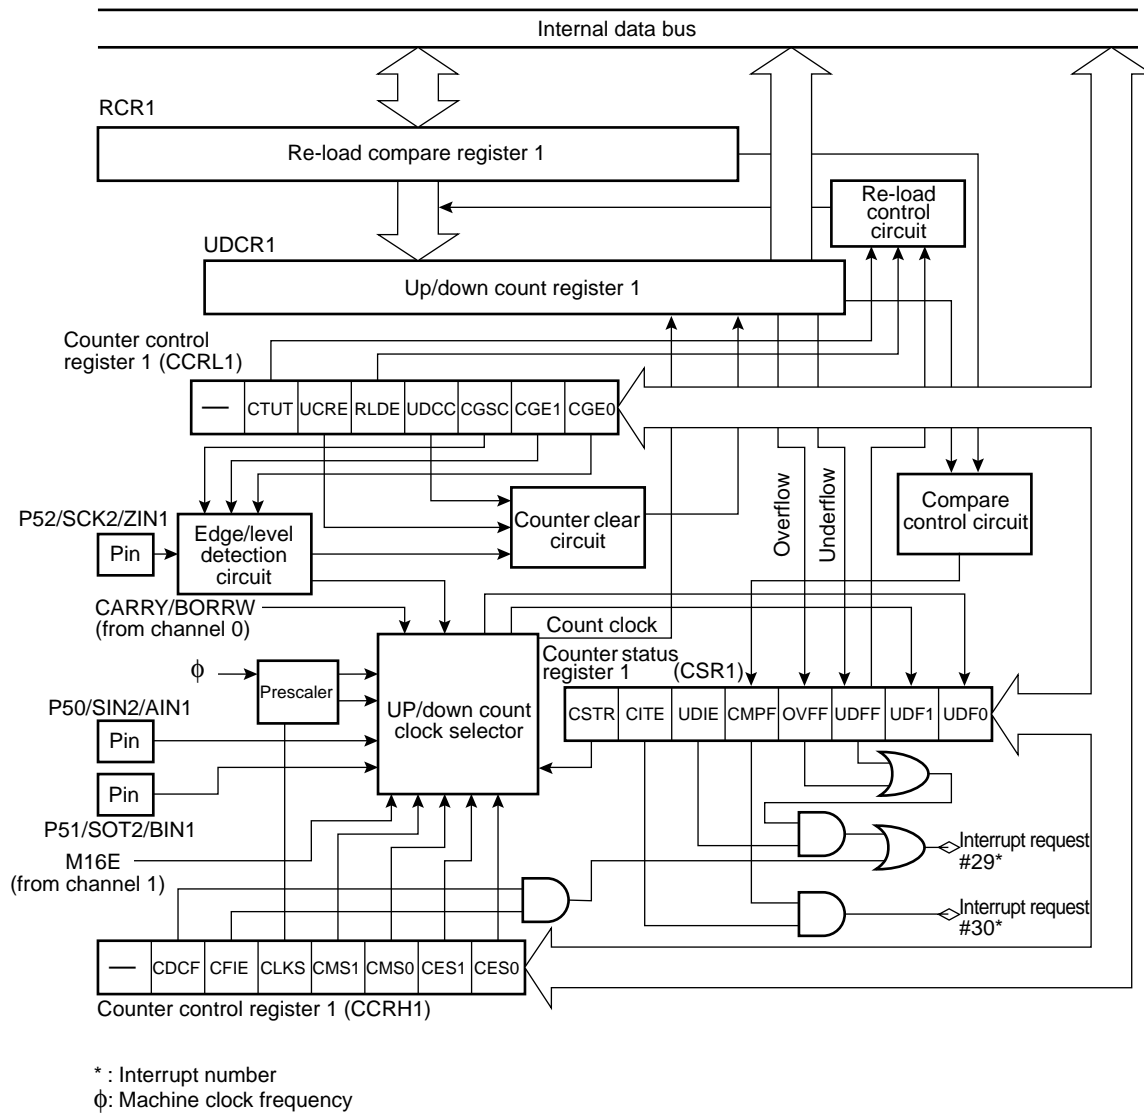 Internal data bus
RCR1
Re-load compare register 1
Re-load
control
circuit
UDCR1
Up/down count register 1
Counter control
register 1 (CCRL1)
— CTUT UCRE RLDE UDCC CGSC CGE1 CGE0
Overflow
Underflow
Compare
control circuit
P52/SCK2/ZIN1
Pin
Edge/level
detection
circuit
Counter clear
circuit
CARRY/BORRW
(from channel 0)
Count clock
Counter status
register 1 (CSR1)
ϕ
Prescaler
UP/down count
clock selector
CSTR CITE UDIE CMPF OVFF UDFF UDF1 UDF0
P50/SIN2/AIN1
Pin
Pin
P51/SOT2/BIN1
M16E
(from channel 1)
Interrupt request
#29*
Interrupt request
#30*
— CDCF CFIE CLKS CMS1 CMS0 CES1 CES0
Counter control register 1 (CCRH1)
* : Interrupt number
ϕ: Machine clock frequency